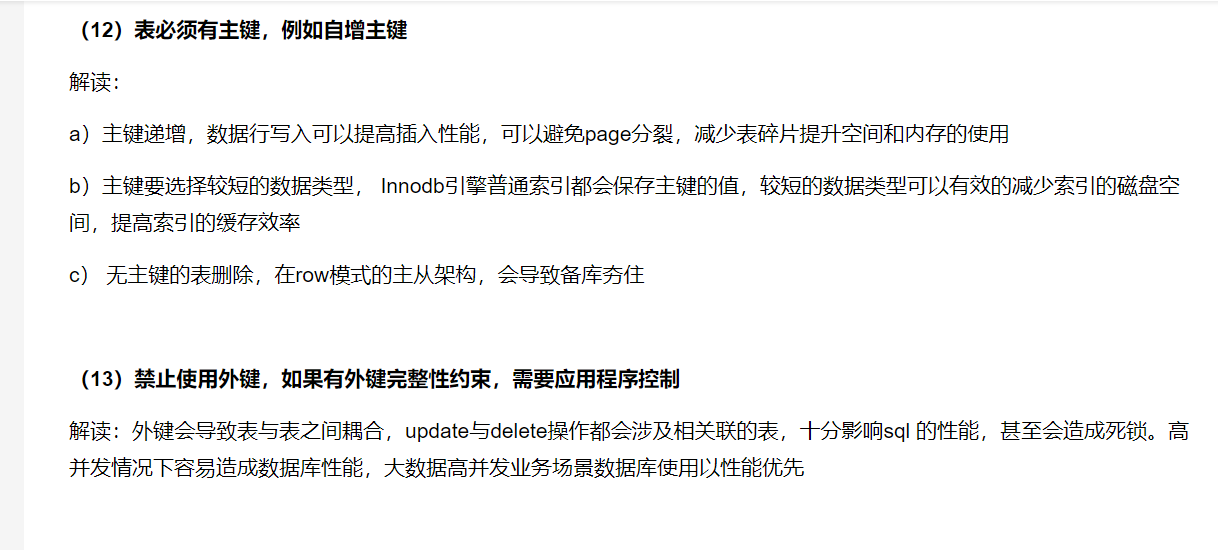 （12）表必须有主键，例如自增主键
解读：
a）主键递增，数据行写入可以提高插入性能，可以避免page分裂，减少表碎片提升空间和内存的使用
b）主键要选择较短的数据类型， Innodb引擎普通索引都会保存主键的值，较短的数据类型可以有效的减少索引的磁盘空
间，提高索引的缓存效率
c） 无主键的表删除，在row模式的主从架构，会导致备库夯住
（13）禁止使用外键，如果有外键完整性约束，需要应用程序控制
解读：外键会导致表与表之间耦合，update与delete操作都会涉及相关联的表，十分影响sql 的性能，甚至会造成死锁。高
并发情况下容易造成数据库性能，大数据高并发业务场景数据库使用以性能优先